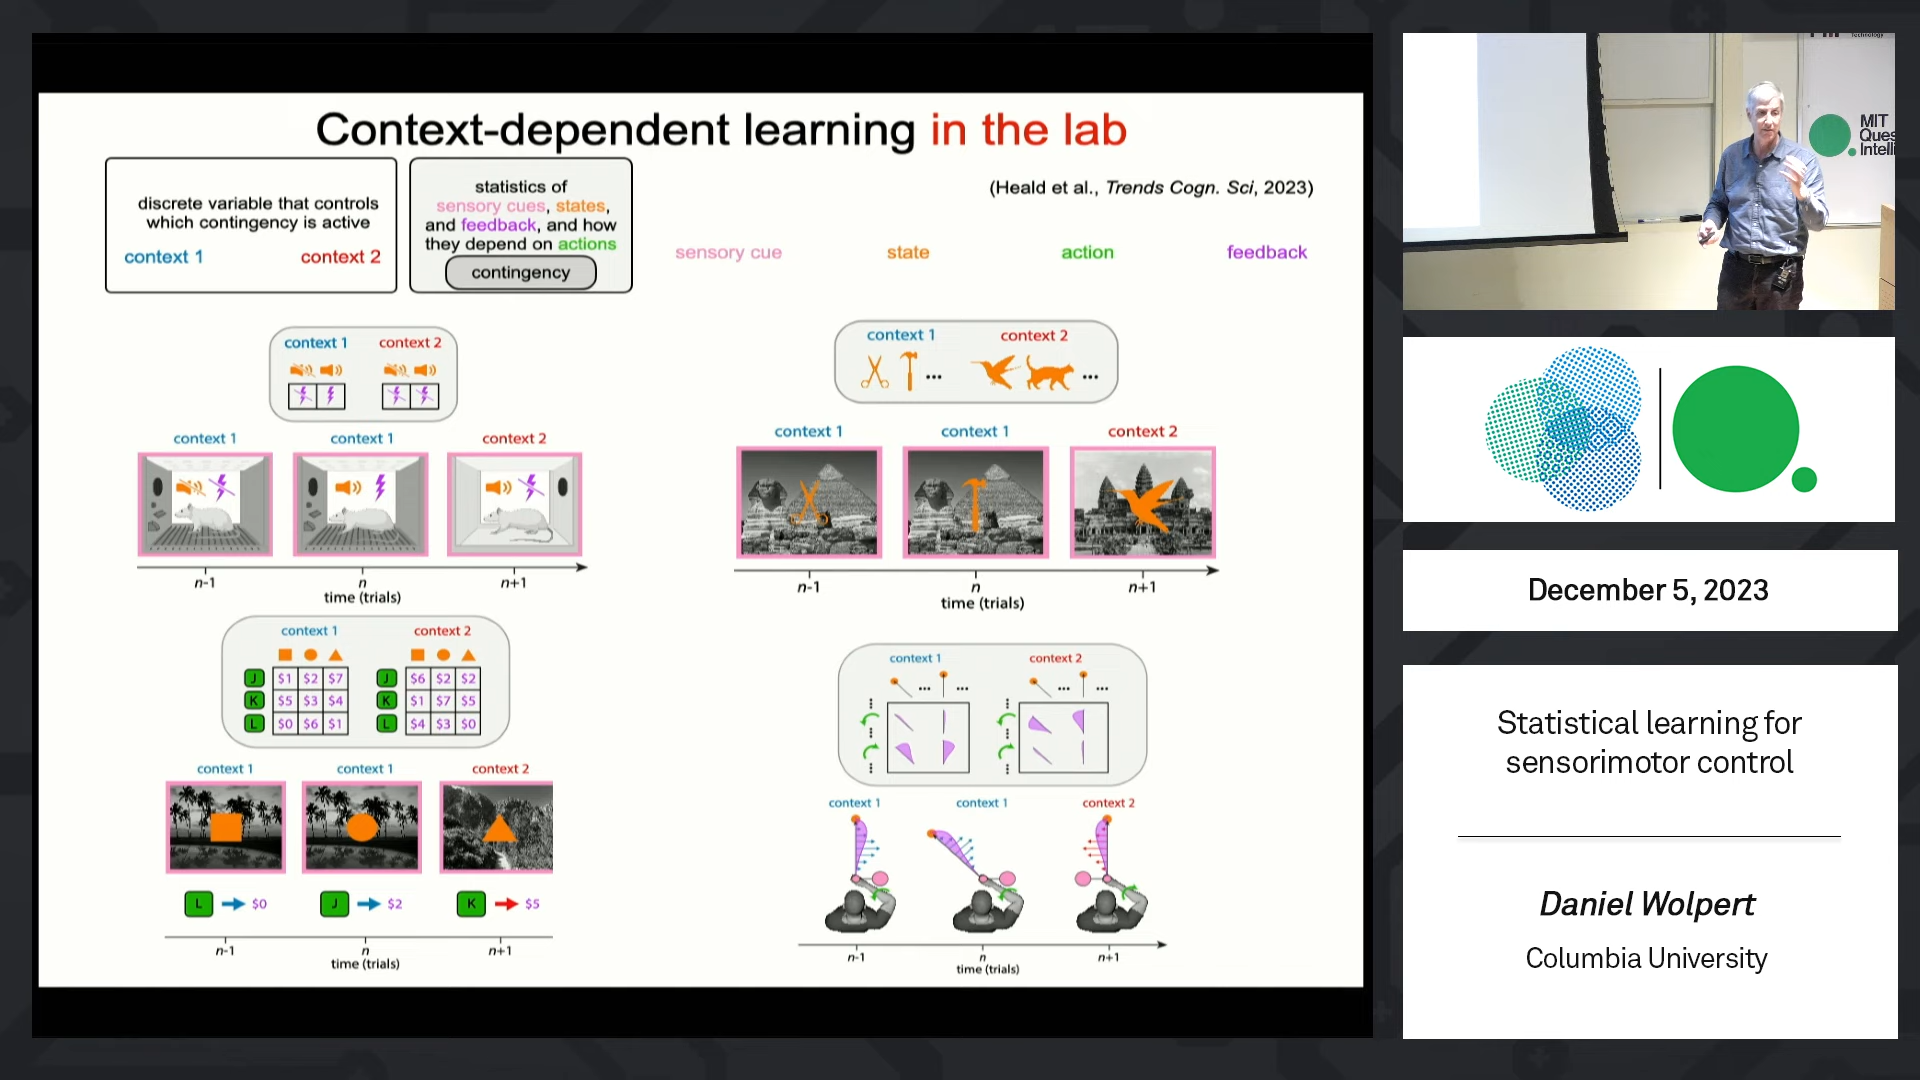 Context-dependent learning in the lab
discrete variable that controls
which contingency is active
context 1 context 2
statistics of
sensory cues, states,
and feedback, and how
they depend on actions
contingency
(Heald et al., Trends Cogn. Sci, 2023)
sensory cue state action feedback
context 1 context 2
context 1 context 1 context 2
n-1 n n+1
time (trials)
context 1 context 2
... ...
context 1 context 1 context 2
n-1 n n+1
time (trials)
context 1 context 2
J $1 $2 $7 J $6 $2 $2
K $5 $3 $4 K $1 $7 $5
L $0 $6 $1 L $4 $3 $0
context 1 context 1 context 2
L $0 J $2 K $5
n-1 n n+1
time (trials)
context 1 context 2
... ... ... ...
context 1 context 1 context 2
n-1 n n+1
time (trials)
Technology
MIT
Ques
Intelli
December 5, 2023
Statistical learning for
sensorimotor control
Daniel Wolpert
Columbia University